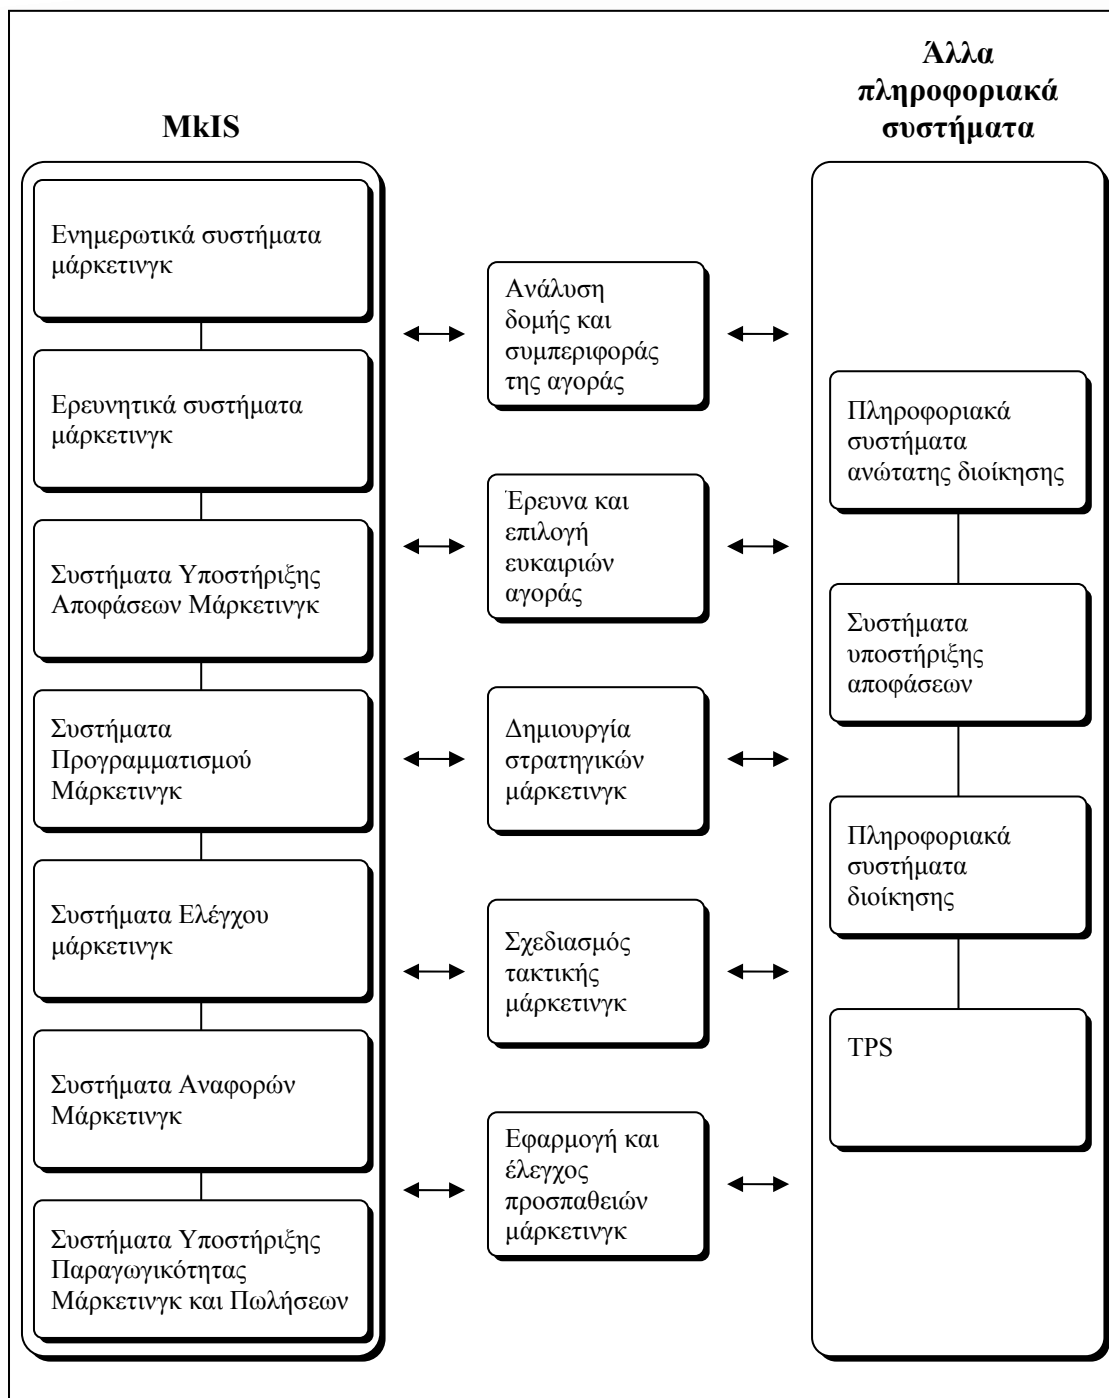 MkIS
Ενημερωτικά συστήματα
μάρκετινγκ
Ερευνητικά συστήματα
μάρκετινγκ
Συστήματα Υποστήριξης
Αποφάσεων Μάρκετινγκ
Συστήματα
Προγραμματισμού
Μάρκετινγκ
Συστήματα Ελέγχου
μάρκετινγκ
Συστήματα Αναφορών
Μάρκετινγκ
Συστήματα Υποστήριξης
Παραγωγικότητας
Μάρκετινγκ και Πωλήσεων
Ανάλυση
δομής και
συμπεριφοράς
της αγοράς
Έρευνα και
επιλογή
ευκαιριών
αγοράς
Δημιουργία
στρατηγικών
μάρκετινγκ
Σχεδιασμός
τακτικής
μάρκετινγκ
Εφαρμογή και
έλεγχος
προσπαθειών
μάρκετινγκ
Άλλα
πληροφοριακά
συστήματα
Πληροφοριακά
συστήματα
ανώτατης διοίκησης
Συστήματα
υποστήριξης
αποφάσεων
Πληροφοριακά
συστήματα
διοίκησης
TPS